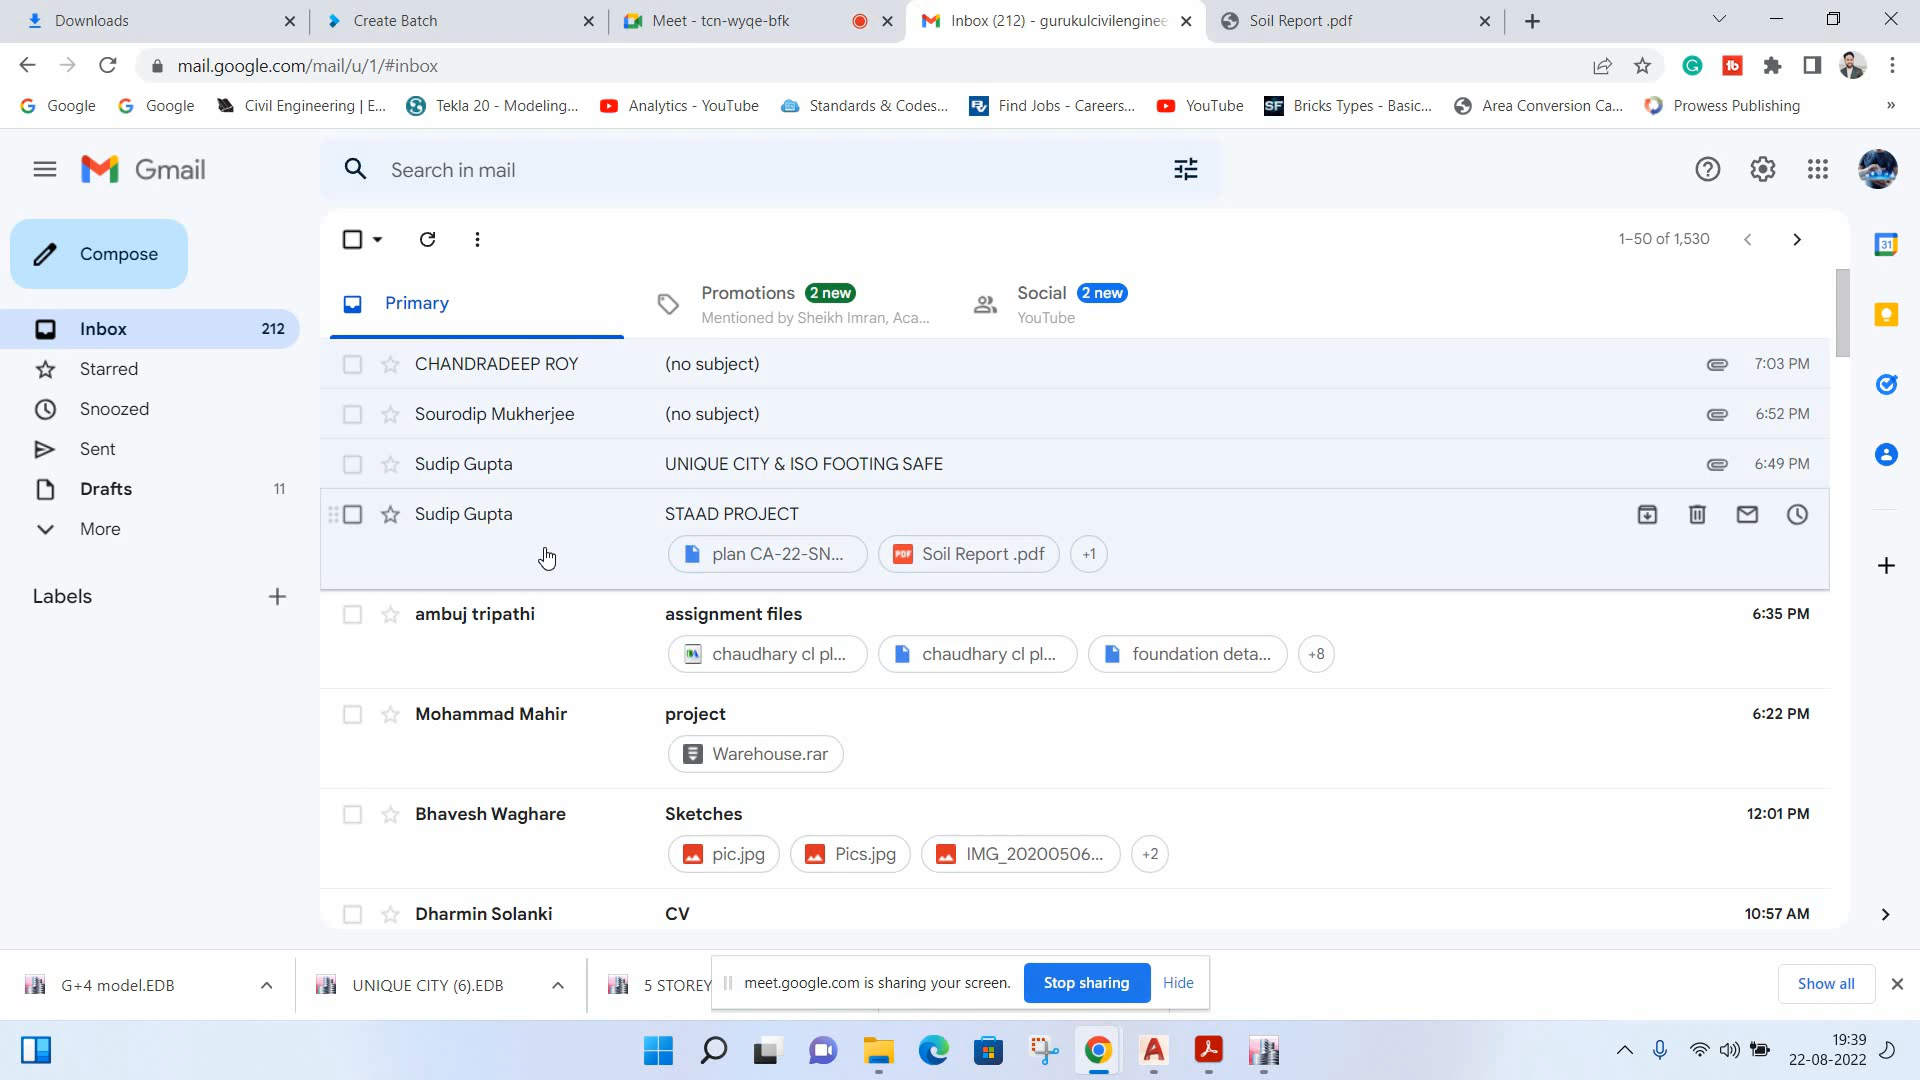 Downloads
Create Batch
Meet - tcn-wyqe-bfk
Inbox (212) - gurukulcivilenginee
Soil Report .pdf
mail.google.com/mail/u/1/#inbox
Google
Google
Civil Engineering | E...
Tekla 20 - Modeling...
Analytics - YouTube
Standards & Codes...
Find Jobs - Careers...
YouTube
SF
Bricks Types - Basic...
Area Conversion Ca...
Prowess Publishing
»
Gmail
Search in mail
Compose
1–50 of 1,530
Primary
Promotions 2 new
Mentioned by Sheikh Imran, Aca...
Social 2 new
YouTube
Inbox 212
Starred
Snoozed
Sent
Drafts 11
More
Labels
CHANDRADEEP ROY (no subject) 7:03 PM
Sourodip Mukherjee (no subject) 6:52 PM
Sudip Gupta UNIQUE CITY & ISO FOOTING SAFE 6:49 PM
Sudip Gupta STAAD PROJECT
plan CA-22-SN... PDF Soil Report .pdf +1
ambuj tripathi assignment files 6:35 PM
chaudhary cl pl... chaudhary cl pl... foundation deta... +8
Mohammad Mahir project 6:22 PM
Warehouse.rar
Bhavesh Waghare Sketches 12:01 PM
pic.jpg Pics.jpg IMG_20200506... +2
Dharmin Solanki CV 10:57 AM
31
G+4 model.EDB
UNIQUE CITY (6).EDB
5 STOREY
meet.google.com is sharing your screen.
Stop sharing
Hide
Show all
19:39
22-08-2022